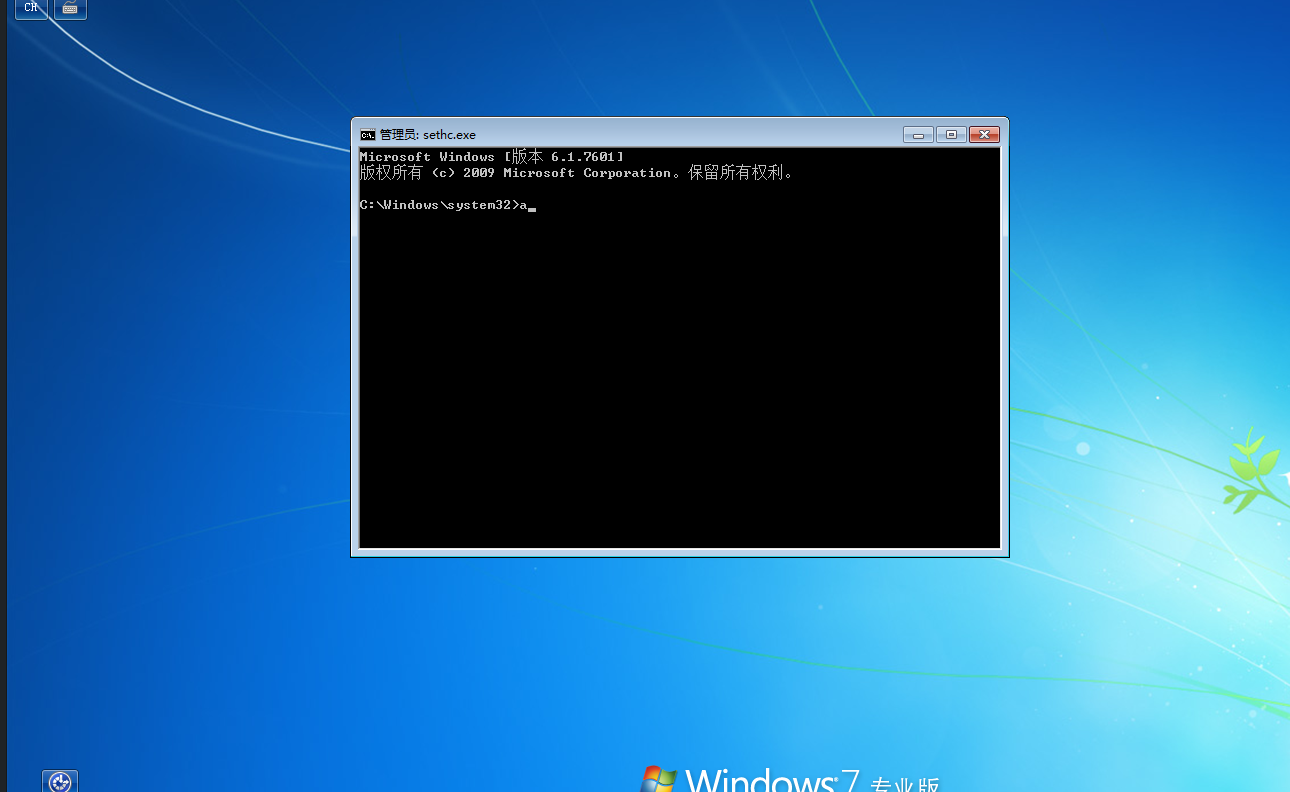 CH
管理员: sethc.exe
Microsoft Windows [版本 6.1.7601]
版权所有 (c) 2009 Microsoft Corporation。保留所有权利。
C:\Windows\system32>a
Windows 7 专业版